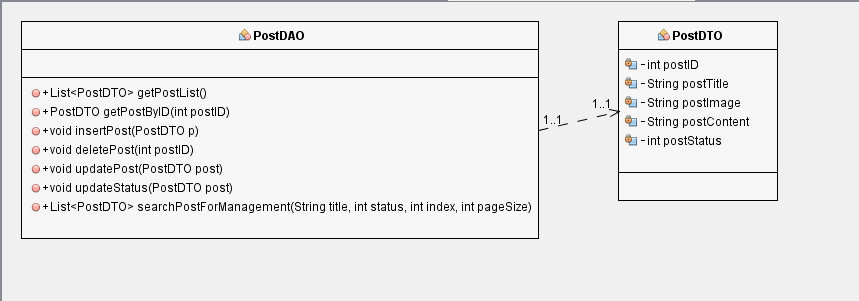 PostDAO
+List<PostDTO> getPostList()
+PostDTO getPostByID(int postID)
+void insertPost(PostDTO p)
+void deletePost(int postID)
+void updatePost(PostDTO post)
+void updateStatus(PostDTO post)
+List<PostDTO> searchPostForManagement(String title, int status, int index, int pageSize)
1..1
1..1
PostDTO
-int postID
-String postTitle
-String postImage
-String postContent
-int postStatus